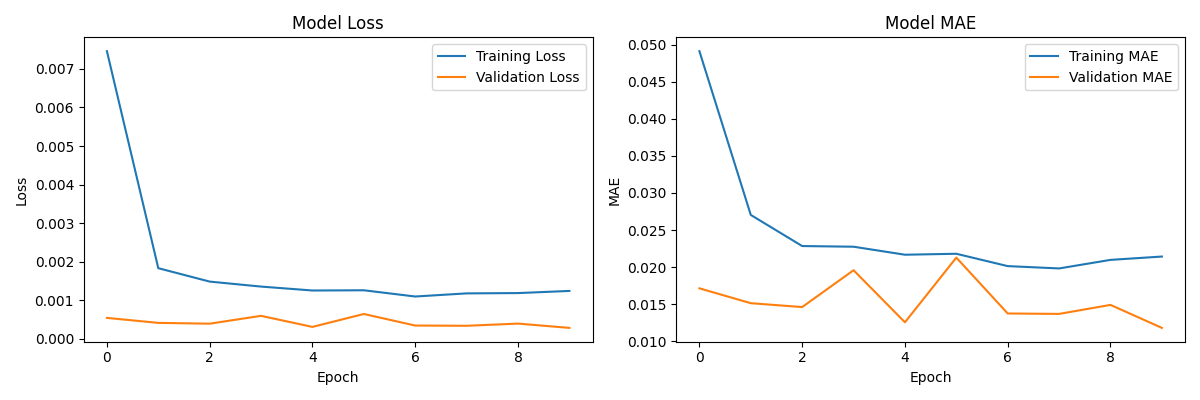 Model Loss
Training Loss
Validation Loss
0.007
0.006
0.005
0.004
0.003
0.002
0.001
0.000
Loss
0 2 4 6 8
Epoch
Model MAE
Training MAE
Validation MAE
0.050
0.045
0.040
0.035
0.030
0.025
0.020
0.015
0.010
MAE
0 2 4 6 8
Epoch